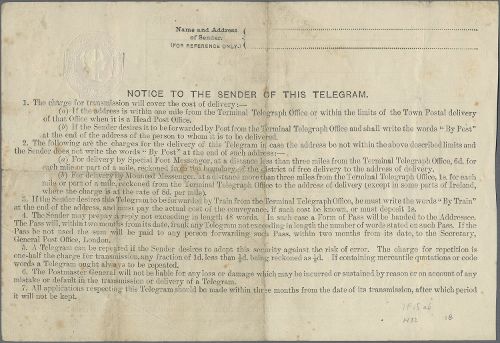 Name and Address
of Sender.
(FOR REFERENCE ONLY.)
NOTICE TO THE SENDER OF THIS TELEGRAM.
1. The charge for transmission will cover the cost of delivery:—
(a) If the address is within one mile from the Terminal Telegraph Office or within the limits of the Town Postal delivery
of that Office when it is a Head Post Office.
(b) If the Sender desires it to be forwarded by Post from the Terminal Telegraph Office and shall write the words "By Post"
at the end of the address of the person to whom it is to be delivered.
2. The following are the charges for the delivery of this Telegram in case the address be not within the above described limits and
the Sender does not write the words "By Post" at the end of such address:—
(a) For delivery by Special Foot Messenger, at a distance less than three miles from the Terminal Telegraph Office, 6d. for
each mile or part of a mile, reckoned from the boundary of the district of free delivery to the address of delivery,
(b) For delivery by Mounted Messenger, at a distance more than three miles from the Terminal Telegraph Office, 1s. for each
mile or part of a mile, reckoned from the Terminal Telegraph Office to the address of delivery (except in some parts of Ireland,
where the charge is at the rate of 8d. per mile).
3. If the Sender desires this Telegram to be forwarded by Train from the Terminal Telegraph Office, he must write the words "By Train"
at the end of the address, and must pay the actual cost of the conveyance, if such cost be known, or must deposit 1s.
4. The Sender may prepay a reply not exceeding in length 48 words. In such case a Form of Pass will be handed to the Addressee.
The Pass will, within two months from its date, frank any Telegram not exceeding in length the number of words stated on such Pass. If the
Pass be not used the sum will be paid to any person forwarding such Pass, within two months from its date, to the Secretary,
General Post Office, London.
5. A Telegram can be repeated if the Sender desires to adopt this security against the risk of error. The charge for repetition is
one-half the charge for transmission, any fraction of 1d. less than ½d. being reckoned as ½d. If containing mercantile quotations or code
words a Telegram ought always to be repeated.
6. The Postmaster General will not be liable for any loss or damage which may be incurred or sustained by reason or on account of any
mistake or default in the transmission or delivery of a Telegram.
7. All applications respecting this Telegram should be made within three months from the date of its transmission, after which period
it will not be kept.
18